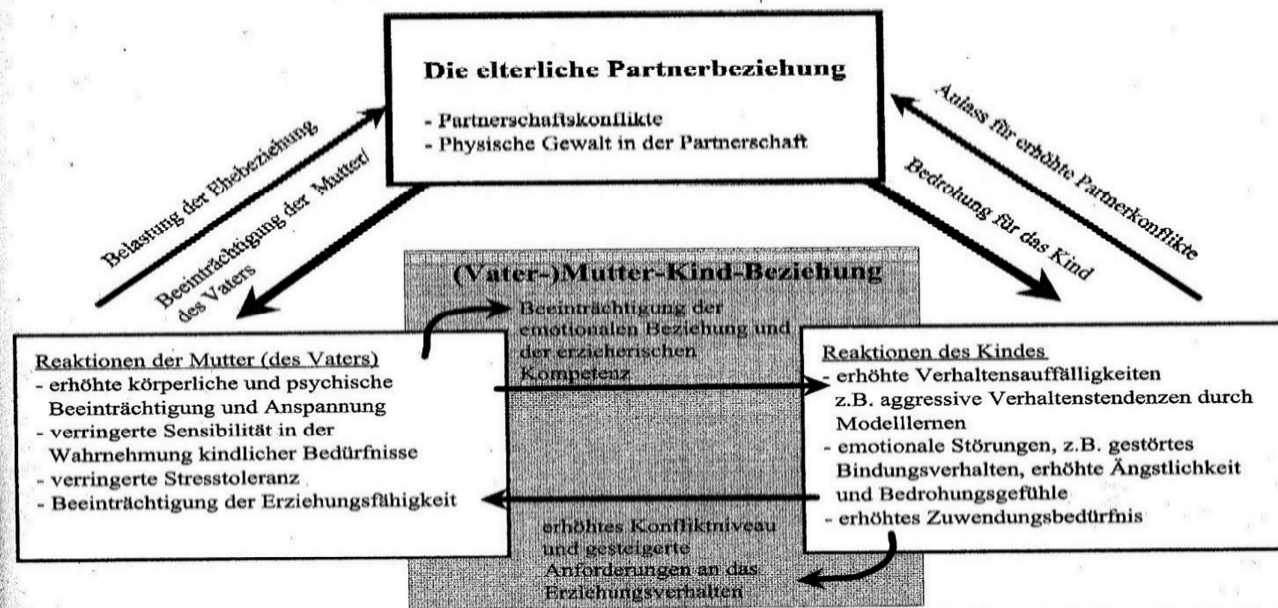 Die elterliche Partnerbeziehung
- Partnerschaftskonflikte
- Physische Gewalt in der Partnerschaft
Belastung der Ehebeziehung
Beeinträchtigung der Mutter/
des Vaters
Anlass für erhöhte Partnerkonflikte
Bedrohung für das Kind
(Vater-)Mutter-Kind-Beziehung
Beeinträchtigung der
emotionalen Beziehung und
der erzieherischen
Kompetenz
Reaktionen der Mutter (des Vaters)
- erhöhte körperliche und psychische
Beeinträchtigung und Anspannung
- verringerte Sensibilität in der
Wahrnehmung kindlicher Bedürfnisse
- verringerte Stresstoleranz
- Beeinträchtigung der Erziehungsfähigkeit
Reaktionen des Kindes
- erhöhte Verhaltensauffälligkeiten
z.B. aggressive Verhaltenstendenzen durch
Modelllernen
- emotionale Störungen, z.B. gestörtes
Bindungsverhalten, erhöhte Ängstlichkeit
und Bedrohungsgefühle
- erhöhtes Zuwendungsbedürfnis
erhöhtes Konfliktniveau
und gesteigerte
Anforderungen an das
Erziehungsverhalten